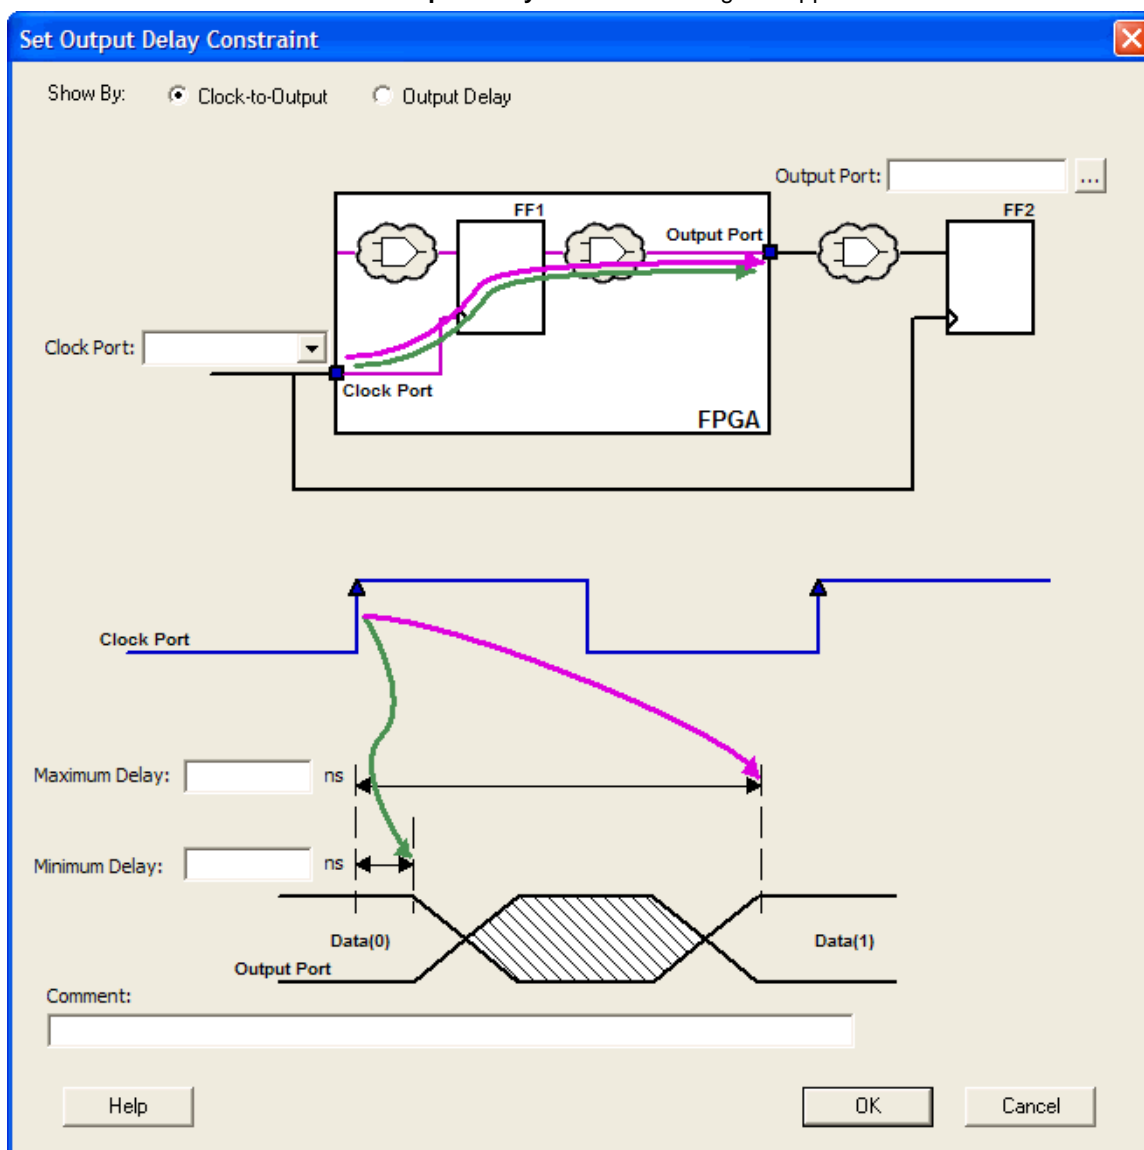 Set Output Delay Constraint
Show By: Clock-to-Output Output Delay
Output Port: ...
FF1
FF2
Output Port
Clock Port:
Clock Port
FPGA
Clock Port
Maximum Delay: ns
Minimum Delay: ns
Data(0) Data(1)
Output Port
Comment:
Help OK Cancel